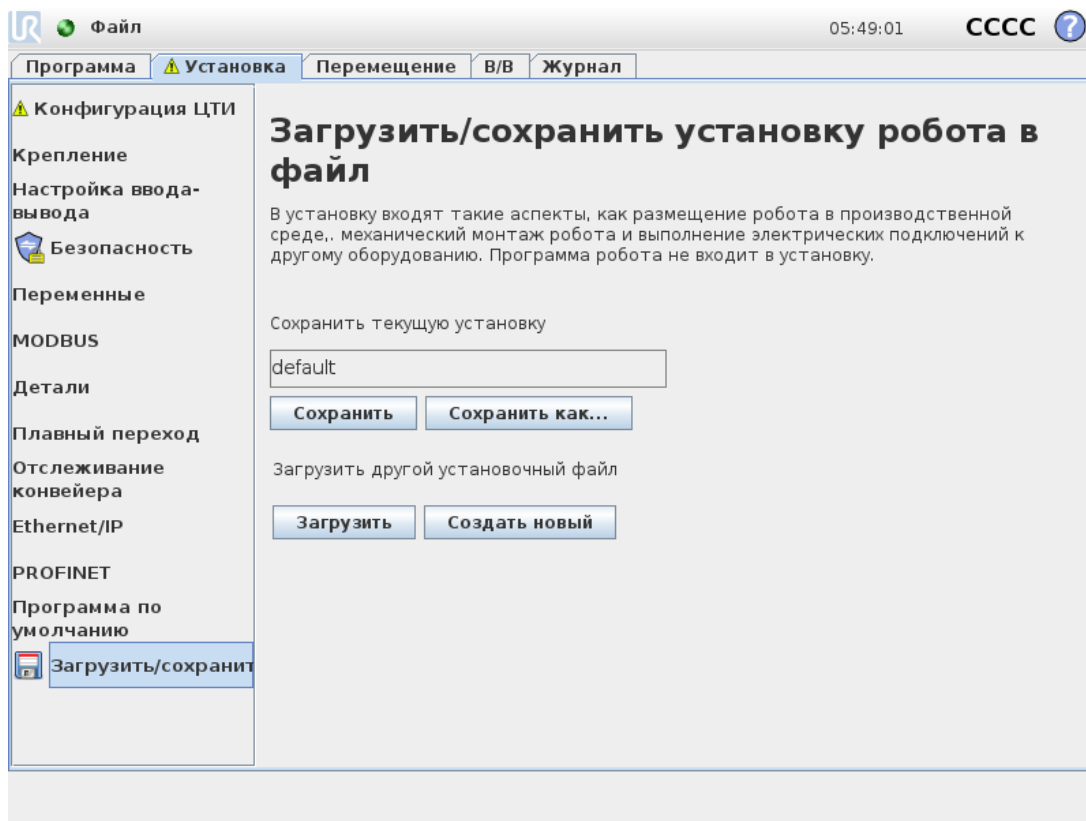 UR
Файл
05:49:01
CCCC
?
Программа
Установка
Перемещение
В/В
Журнал
Конфигурация ЦТИ
Крепление
Настройка ввода-
вывода
Безопасность
Переменные
MODBUS
Детали
Плавный переход
Отслеживание
конвейера
Ethernet/IP
PROFINET
Программа по
умолчанию
Загрузить/сохранит
Загрузить/сохранить установку робота в
файл
В установку входят такие аспекты, как размещение робота в производственной
среде,. механический монтаж робота и выполнение электрических подключений к
другому оборудованию. Программа робота не входит в установку.
Сохранить текущую установку
default
Сохранить
Сохранить как...
Загрузить другой установочный файл
Загрузить
Создать новый